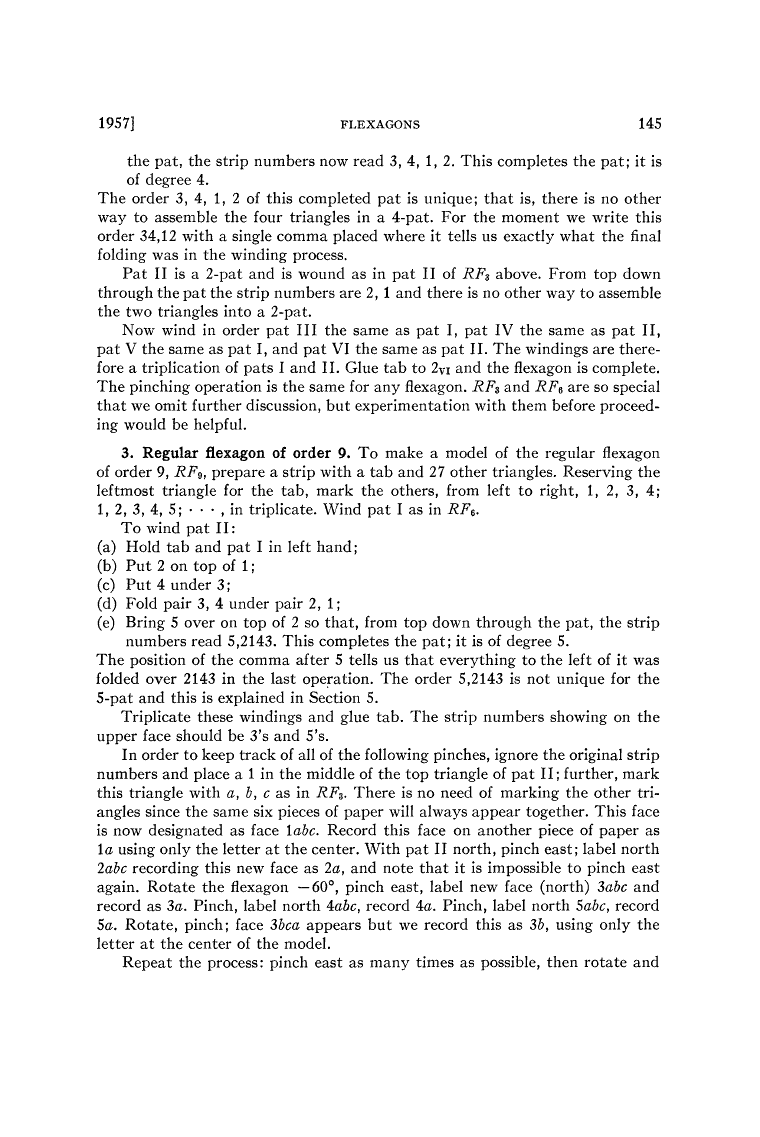 1957] FLEXAGONS 145
the pat, the strip numbers now read 3, 4, 1, 2. This completes the pat; it is
of degree 4.
The order 3, 4, 1, 2 of this completed pat is unique; that is, there is no other
way to assemble the four triangles in a 4-pat. For the moment we write this
order 34,12 with a single comma placed where it tells us exactly what the final
folding was in the winding process.
Pat II is a 2-pat and is wound as in pat II of RF₃ above. From top down
through the pat the strip numbers are 2, 1 and there is no other way to assemble
the two triangles into a 2-pat.
Now wind in order pat III the same as pat I, pat IV the same as pat II,
pat V the same as pat I, and pat VI the same as pat II. The windings are there-
fore a triplication of pats I and II. Glue tab to 2VI and the flexagon is complete.
The pinching operation is the same for any flexagon. RF₃ and RF₆ are so special
that we omit further discussion, but experimentation with them before proceed-
ing would be helpful.
3. Regular flexagon of order 9. To make a model of the regular flexagon
of order 9, RF₉, prepare a strip with a tab and 27 other triangles. Reserving the
leftmost triangle for the tab, mark the others, from left to right, 1, 2, 3, 4;
1, 2, 3, 4, 5; · · · , in triplicate. Wind pat I as in RF₆.
To wind pat II:
(a) Hold tab and pat I in left hand;
(b) Put 2 on top of 1;
(c) Put 4 under 3;
(d) Fold pair 3, 4 under pair 2, 1;
(e) Bring 5 over on top of 2 so that, from top down through the pat, the strip
numbers read 5,2143. This completes the pat; it is of degree 5.
The position of the comma after 5 tells us that everything to the left of it was
folded over 2143 in the last operation. The order 5,2143 is not unique for the
5-pat and this is explained in Section 5.
Triplicate these windings and glue tab. The strip numbers showing on the
upper face should be 3's and 5's.
In order to keep track of all of the following pinches, ignore the original strip
numbers and place a 1 in the middle of the top triangle of pat II; further, mark
this triangle with a, b, c as in RF₃. There is no need of marking the other tri-
angles since the same six pieces of paper will always appear together. This face
is now designated as face 1abc. Record this face on another piece of paper as
1a using only the letter at the center. With pat II north, pinch east; label north
2abc recording this new face as 2a, and note that it is impossible to pinch east
again. Rotate the flexagon −60°, pinch east, label new face (north) 3abc and
record as 3a. Pinch, label north 4abc, record 4a. Pinch, label north 5abc, record
5a. Rotate, pinch; face 3bca appears but we record this as 3b, using only the
letter at the center of the model.
Repeat the process: pinch east as many times as possible, then rotate and